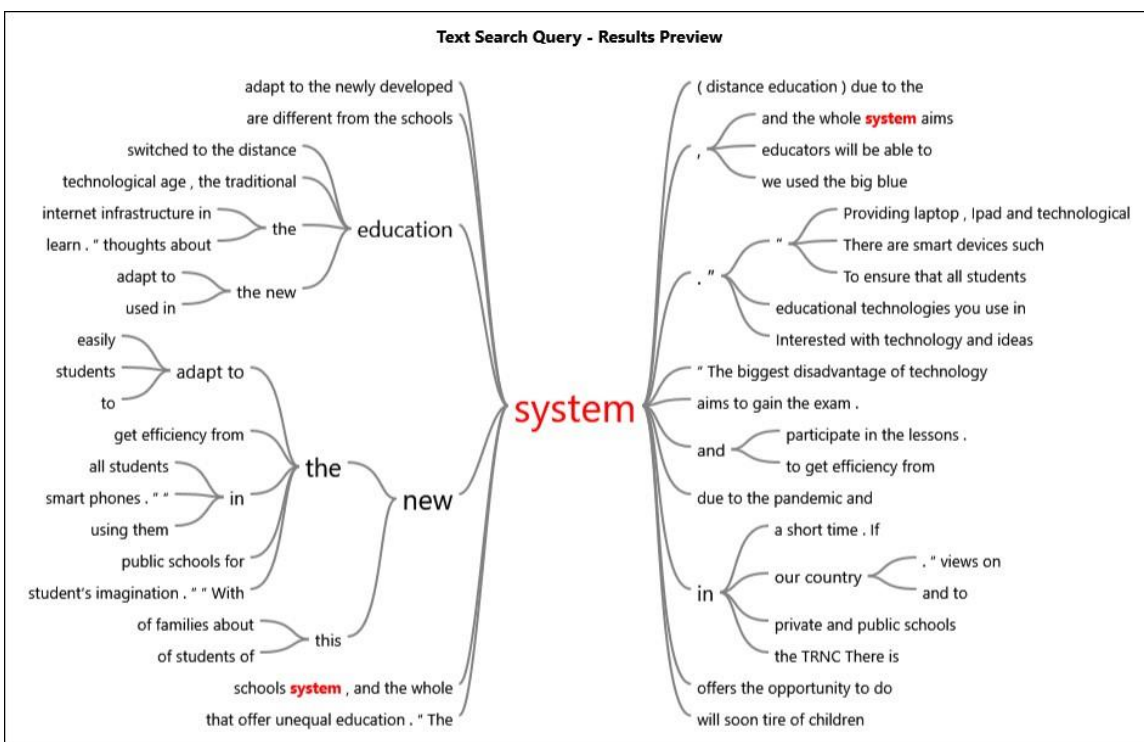 Text Search Query - Results Preview
adapt to the newly developed
are different from the schools
switched to the distance
technological age , the traditional
internet infrastructure in
learn . " thoughts about
the
adapt to
used in
the new
education
easily
students
to
adapt to
get efficiency from
all students
smart phones . " "
using them
in
public schools for
student's imagination . " " With
the
of families about
of students of
this
new
schools system , and the whole
that offer unequal education . " The
system
( distance education ) due to the
,
and the whole system aims
educators will be able to
we used the big blue
. "
"
Providing laptop , Ipad and technological
There are smart devices such
To ensure that all students
educational technologies you use in
Interested with technology and ideas
" The biggest disadvantage of technology
aims to gain the exam .
and
participate in the lessons .
to get efficiency from
due to the pandemic and
in
a short time . If
our country
. " views on
and to
private and public schools
the TRNC There is
offers the opportunity to do
will soon tire of children